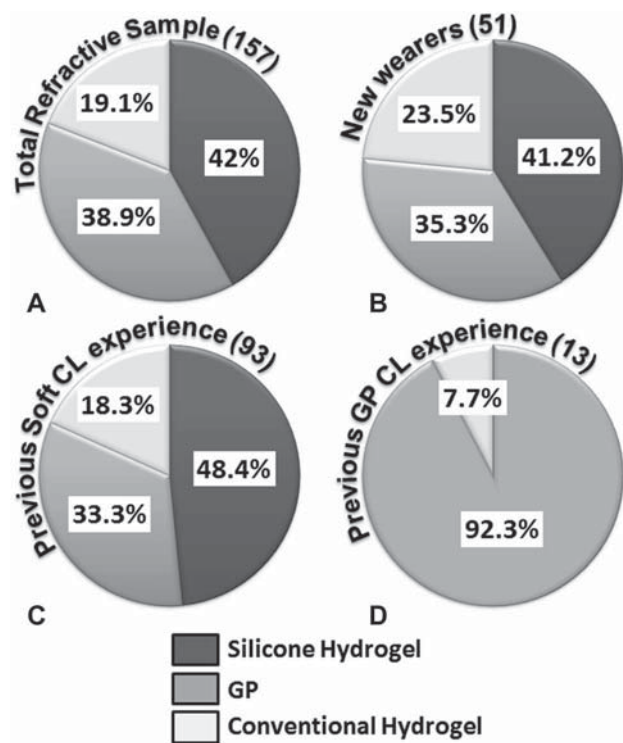 Total Refractive Sample (157)
19.1%
42%
38.9%
A
New wearers (51)
23.5%
41.2%
35.3%
B
Previous Soft CL experience (93)
18.3%
48.4%
33.3%
C
Previous GP CL experience (13)
7.7%
92.3%
D
Silicone Hydrogel
GP
Conventional Hydrogel